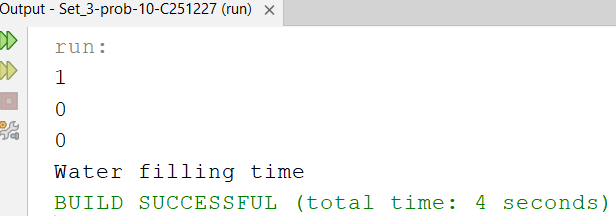 Output - Set_3-prob-10-C251227 (run) ×
run:
1
0
0
Water filling time
BUILD SUCCESSFUL (total time: 4 seconds)